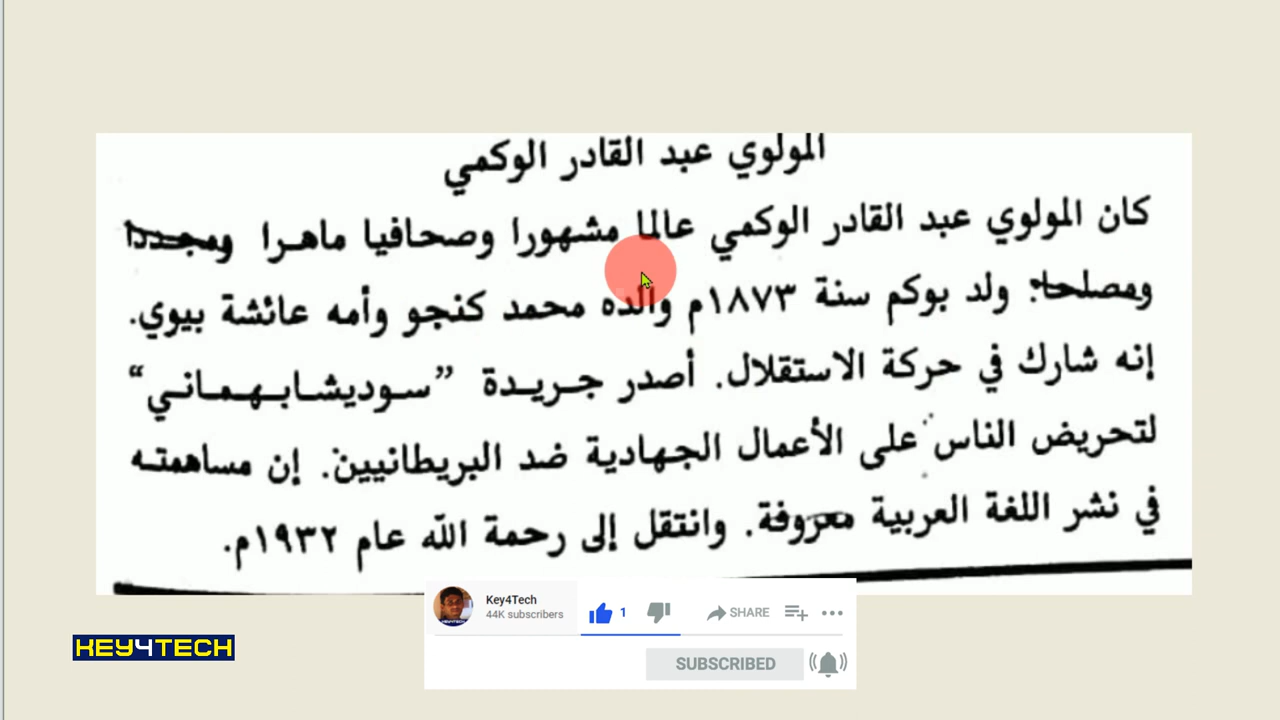 المولوي عبد القادر الوكمي
كان المولوي عبد القادر الوكمي عالما مشهورا وصحافيا ماهرا ومجددا
ومصلحا. ولد بوكم سنة ١٨٧٣م والده محمد كنجو وأمه عائشة بيوي.
إنه شارك في حركة الاستقلال. أصدر جريدة ”سوديشابهماني“
لتحريض الناس على الأعمال الجهادية ضد البريطانيين. إن مساهمته
في نشر اللغة العربية معروفة. وانتقل إلى رحمة الله عام ١٩٣٢م.
Key4Tech
44K subscribers
1
SHARE
SUBSCRIBED
KEY4TECH